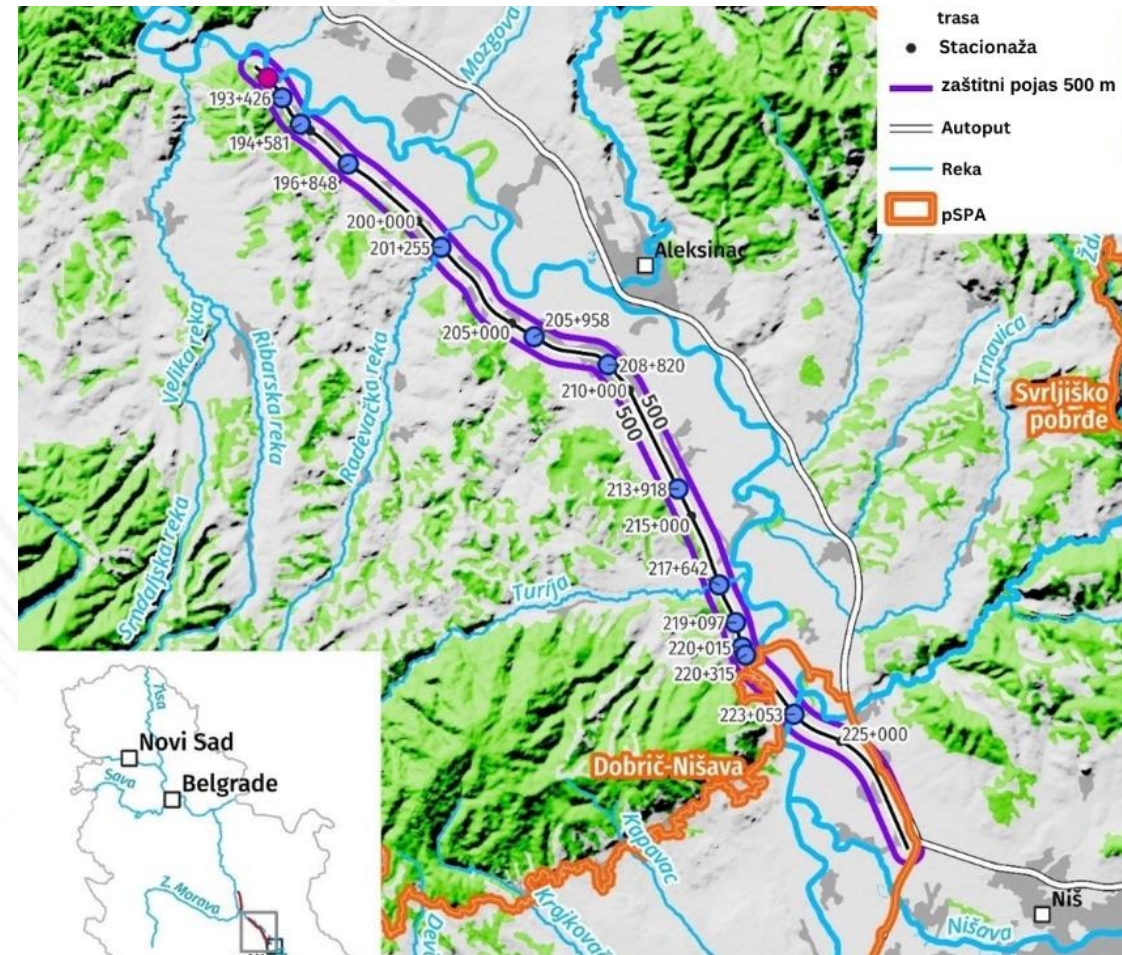 trasa
Stacionaža
zaštitni pojas 500 m
Autoput
Reka
pSPA
Mozgova
193+426
194+581
196+848
200+000
201+255
Aleksinac
205+958
205+000
208+820
210+000
500
500
Velika reka
Ribarska reka
Radevačka reka
Trnavica
Svrljiško
pobrđe
213+918
215+000
217+642
Turija
219+097
220+015
220+315
223+053
225+000
Dobrič-Nišava
Kapavac
Niš
Nišava
Tisa
Novi Sad
Sava
Belgrade
Z. Morava